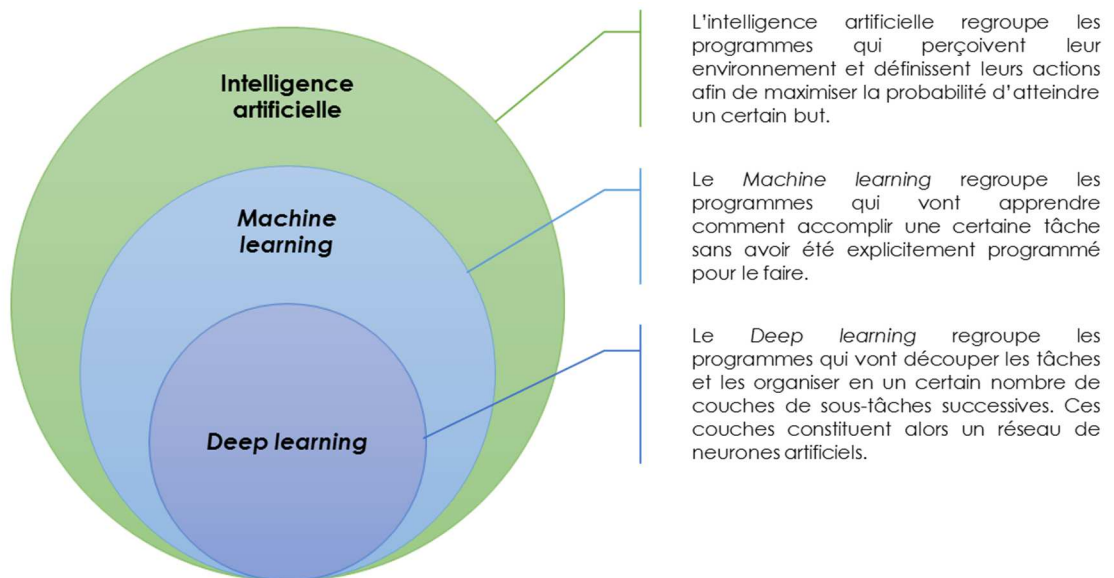 Intelligence
artificielle
Machine
learning
Deep learning
L'intelligence artificielle regroupe les
programmes qui perçoivent leur
environnement et définissent leurs actions
afin de maximiser la probabilité d'atteindre
un certain but.
Le Machine learning regroupe les
programmes qui vont apprendre
comment accomplir une certaine tâche
sans avoir été explicitement programmé
pour le faire.
Le Deep learning regroupe les
programmes qui vont découper les tâches
et les organiser en un certain nombre de
couches de sous-tâches successives. Ces
couches constituent alors un réseau de
neurones artificiels.